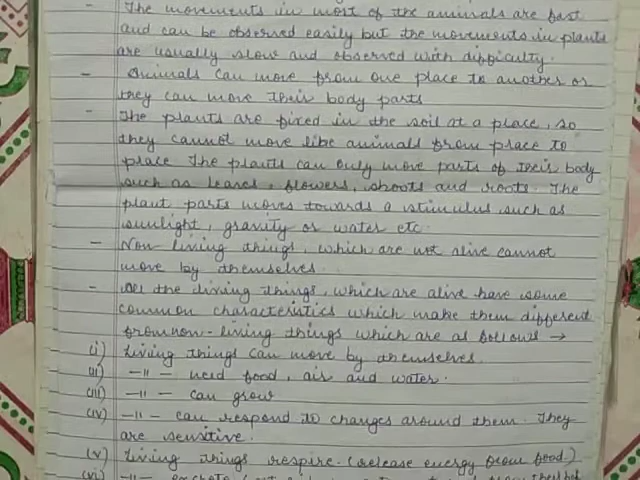 - The movements in most of the animals are fast
and can be observed easily but the movements in plants
are usually slow and observed with difficulty.
- Animals can move from one place to another or
they can move their body parts
- The plants are fixed in the soil at a place, so
they cannot move like animals from place to
place. The plants can only move parts of their body
such as leaves, flowers, shoots and roots. The
plant parts moves towards a stimulus such as
sunlight, gravity or water etc.
- Non living things, which are not alive cannot
move by themselves.
- All the living things, which are alive have some
common characteristics which make them different
from non-living things which are as follows →
(i) Living things can move by themselves.
(ii) -"- need food, air and water.
(iii) -"- can grow
(iv) -"- can respond to changes around them. They
are sensitive.
(v) Living things respire. (release energy from food)
(vi) -"-